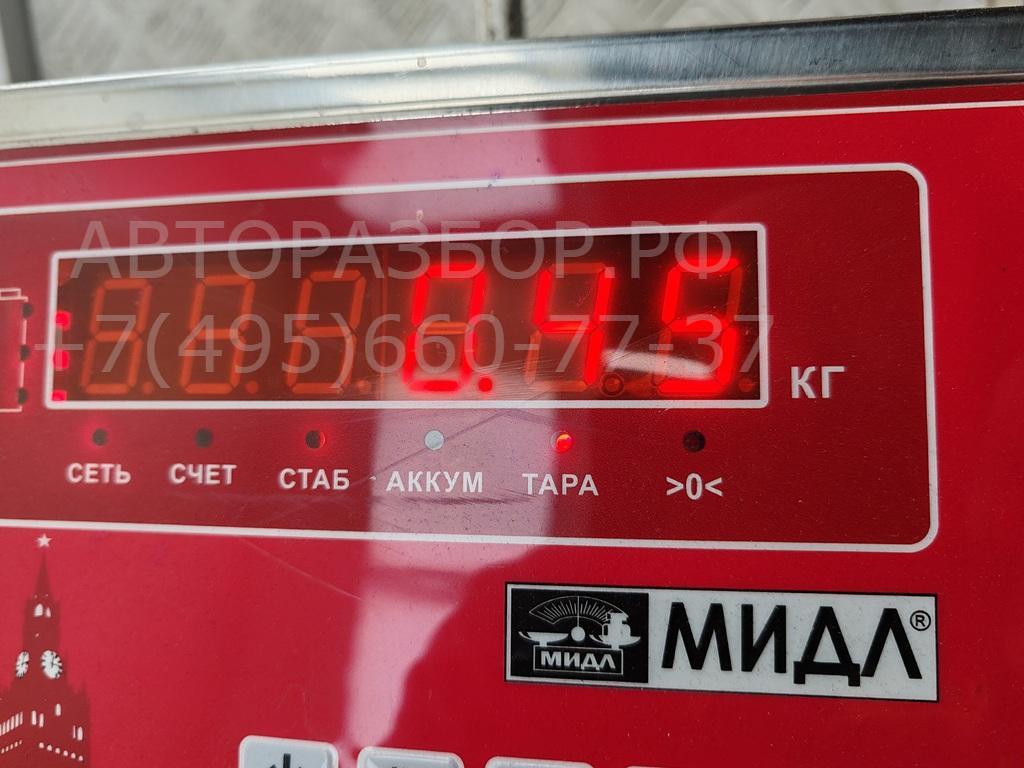 АВТОРАЗБОР.РФ
+7(495)660-77-37
0.45 КГ
СЕТЬ СЧЕТ СТАБ АККУМ ТАРА >0<
МИДЛ МИДЛ®